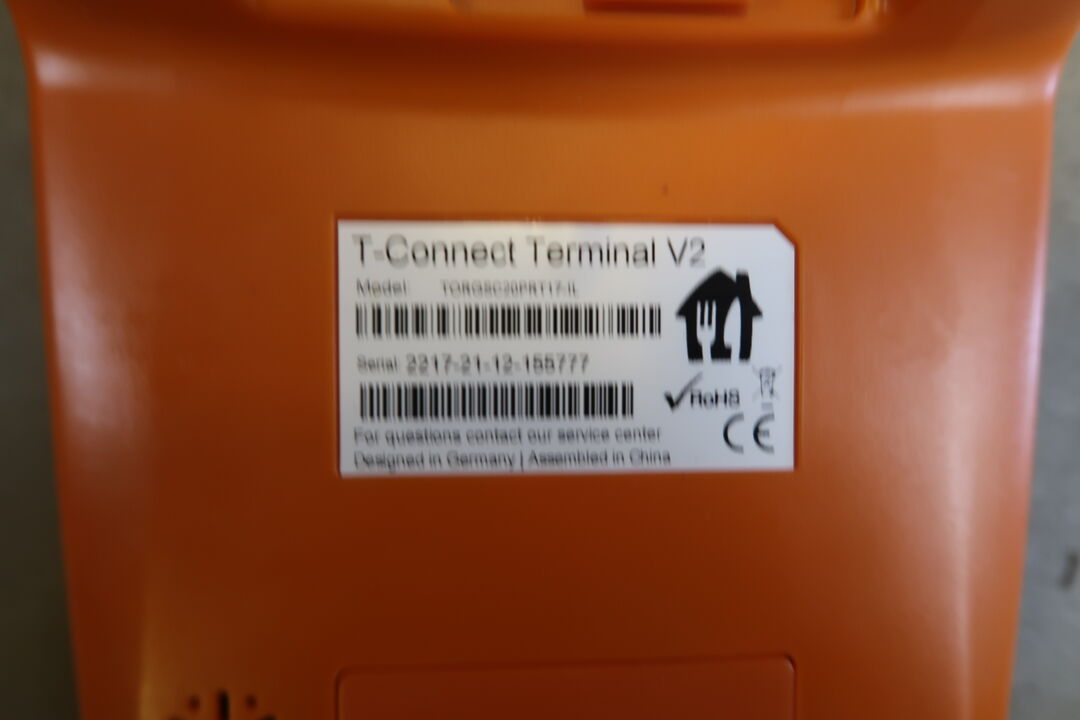 T-Connect Terminal V2
Model:
Serial: 2217-21-12-155777
RoHS
CE
For questions contact our service center
Designed in Germany | Assembled in China